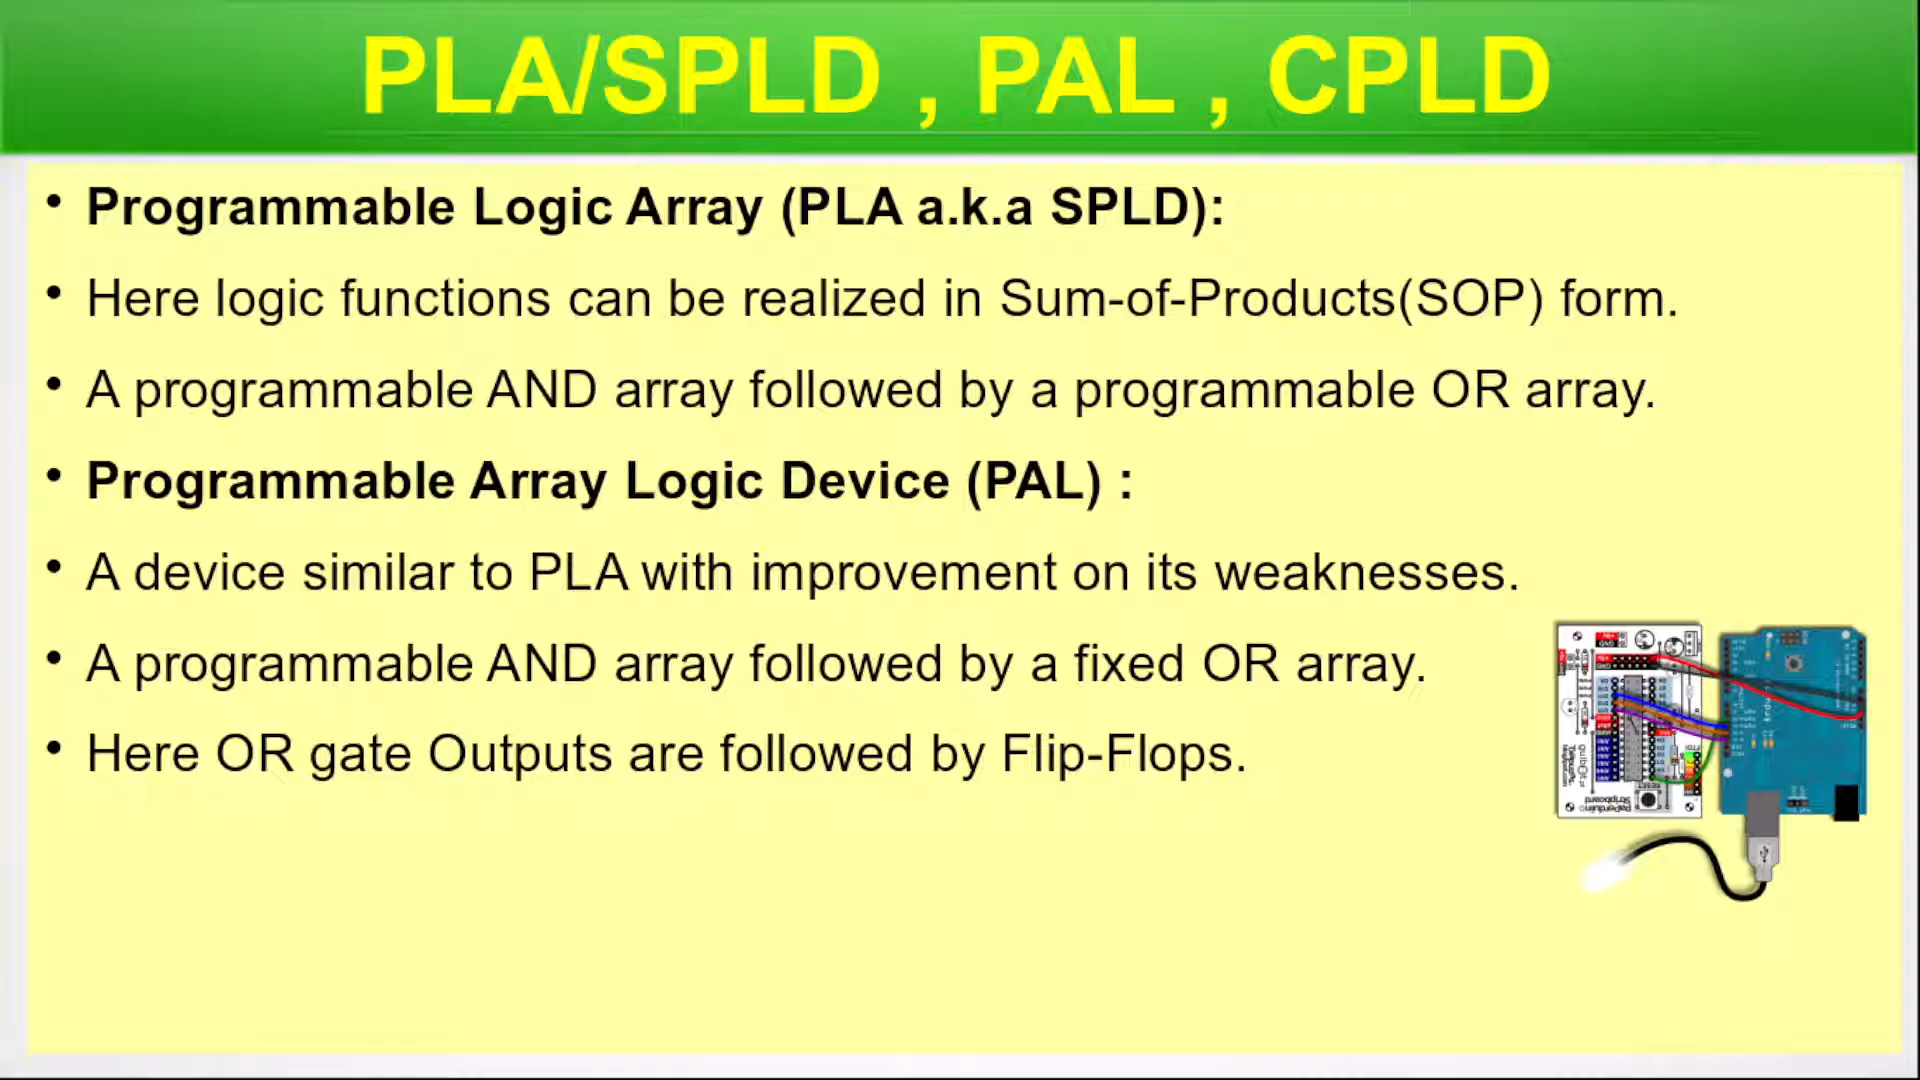 PLA/SPLD , PAL , CPLD
• Programmable Logic Array (PLA a.k.a SPLD):
• Here logic functions can be realized in Sum-of-Products(SOP) form.
• A programmable AND array followed by a programmable OR array.
• Programmable Array Logic Device (PAL) :
• A device similar to PLA with improvement on its weaknesses.
• A programmable AND array followed by a fixed OR array.
• Here OR gate Outputs are followed by Flip-Flops.